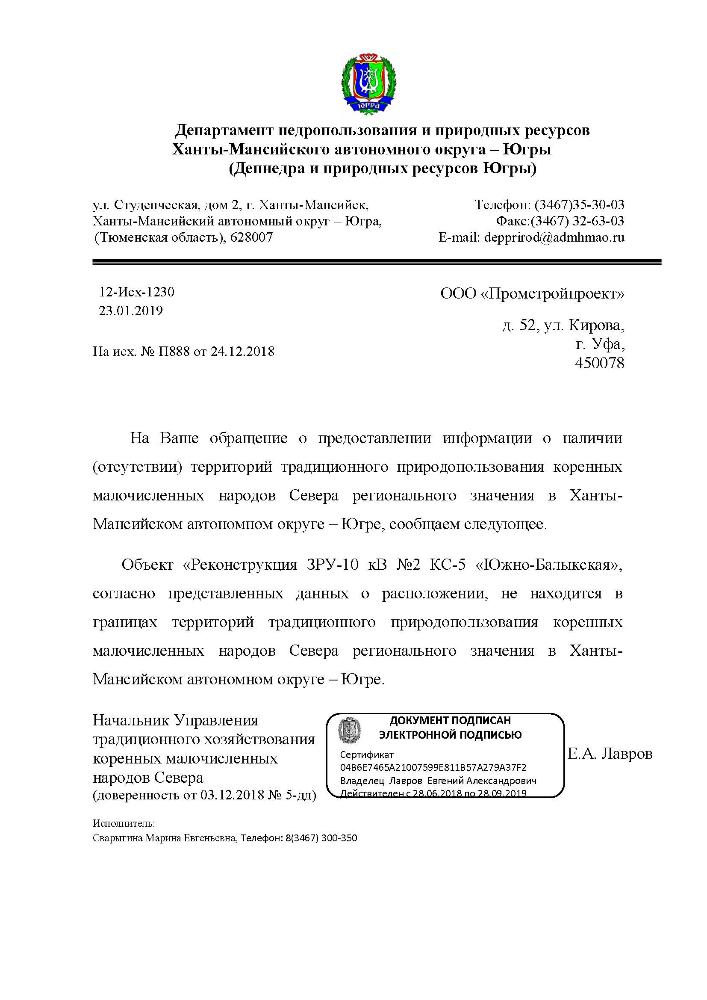 ЮГРА
Департамент недропользования и природных ресурсов
Ханты-Мансийского автономного округа – Югры
(Депнедра и природных ресурсов Югры)
ул. Студенческая, дом 2, г. Ханты-Мансийск,
Ханты-Мансийский автономный округ – Югра,
(Тюменская область), 628007
Телефон: (3467)35-30-03
Факс:(3467) 32-63-03
E-mail: depprirod@admhmao.ru
12-Исх-1230
23.01.2019
На исх. № П888 от 24.12.2018
ООО «Промстройпроект»
д. 52, ул. Кирова,
г. Уфа,
450078
На Ваше обращение о предоставлении информации о наличии
(отсутствии) территорий традиционного природопользования коренных
малочисленных народов Севера регионального значения в Ханты-
Мансийском автономном округе – Югре, сообщаем следующее.
Объект «Реконструкция ЗРУ-10 кВ №2 КС-5 «Южно-Балыкская»,
согласно представленных данных о расположении, не находится в
границах территорий традиционного природопользования коренных
малочисленных народов Севера регионального значения в Ханты-
Мансийском автономном округе – Югре.
Начальник Управления
традиционного хозяйствования
коренных малочисленных
народов Севера
(доверенность от 03.12.2018 № 5-дд)
ДОКУМЕНТ ПОДПИСАН
ЭЛЕКТРОННОЙ ПОДПИСЬЮ
Сертификат
04B6E7465A21007599E811B57A279A37F2
Владелец Лавров Евгений Александрович
Действителен с 28.06.2018 по 28.09.2019
Е.А. Лавров
Исполнитель:
Сварыгина Марина Евгеньевна, Телефон: 8(3467) 300-350